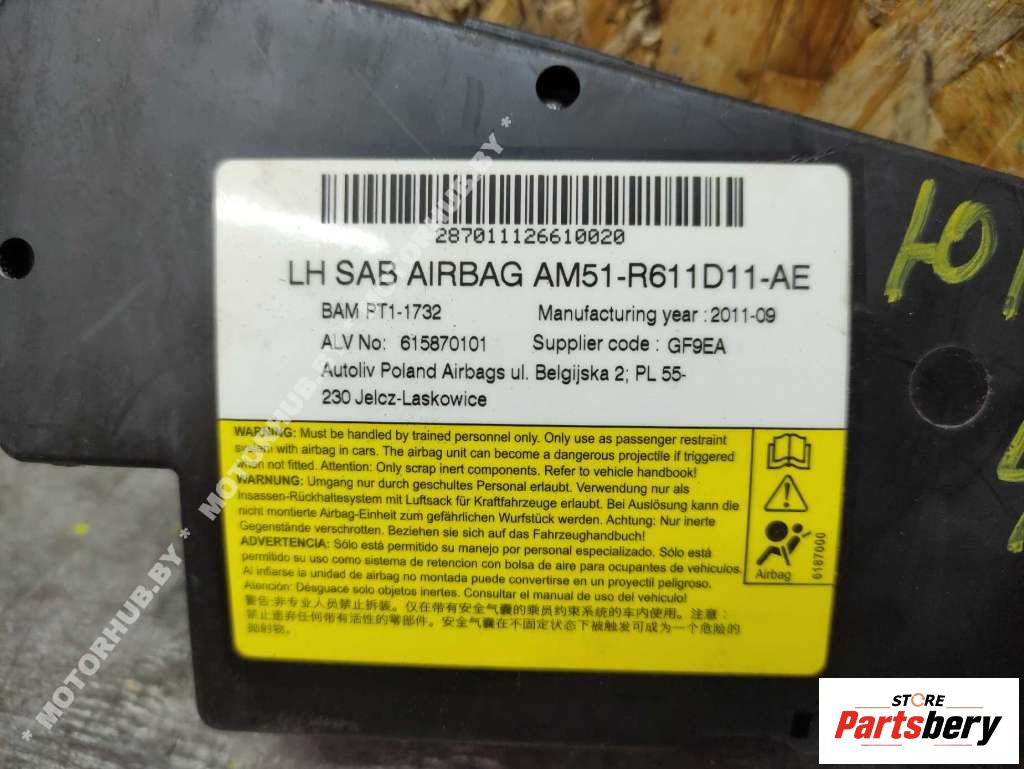 287011126610020
LH SAB AIRBAG AM51-R611D11-AE
BAM PT1-1732 Manufacturing year : 2011-09
ALV No: 615870101 Supplier code : GF9EA
Autoliv Poland Airbags ul. Belgijska 2; PL 55-
230 Jelcz-Laskowice
WARNING: Must be handled by trained personnel only. Only use as passenger restraint
system with airbag in cars. The airbag unit can become a dangerous projectile if triggered
when not fitted. Attention: Only scrap inert components. Refer to vehicle handbook!
WARNUNG: Umgang nur durch geschultes Personal erlaubt. Verwendung nur als
Insassen-Rückhaltesystem mit Luftsack für Kraftfahrzeuge erlaubt. Bei Auslösung kann die
nicht montierte Airbag-Einheit zum gefährlichen Wurfstück werden. Achtung: Nur inerte
Gegenstände verschrotten. Beziehen sie sich auf das Fahrzeughandbuch!
ADVERTENCIA: Sólo está permitido su manejo por personal especializado. Sólo está
permitido su uso como sistema de retencion con bolsa de aire para ocupantes de vehiculos.
Al inflarse la unidad de airbag no montada puede convertirse en un proyectil peligroso.
Atención: Desguace solo objetos inertes. Consultar el manual de uso del vehículo!
警告:非专业人员禁止拆装。仅在带有安全气囊的乘员约束系统的车内使用。注意:
禁止遗弃任何带有活性的零部件。安全气囊在不固定状态下被触发可成为一个危险的
抛射物。
Airbag
6187000
* MOTORHUB.BY *
* MOTORHUB.BY *
STORE
Partsbery